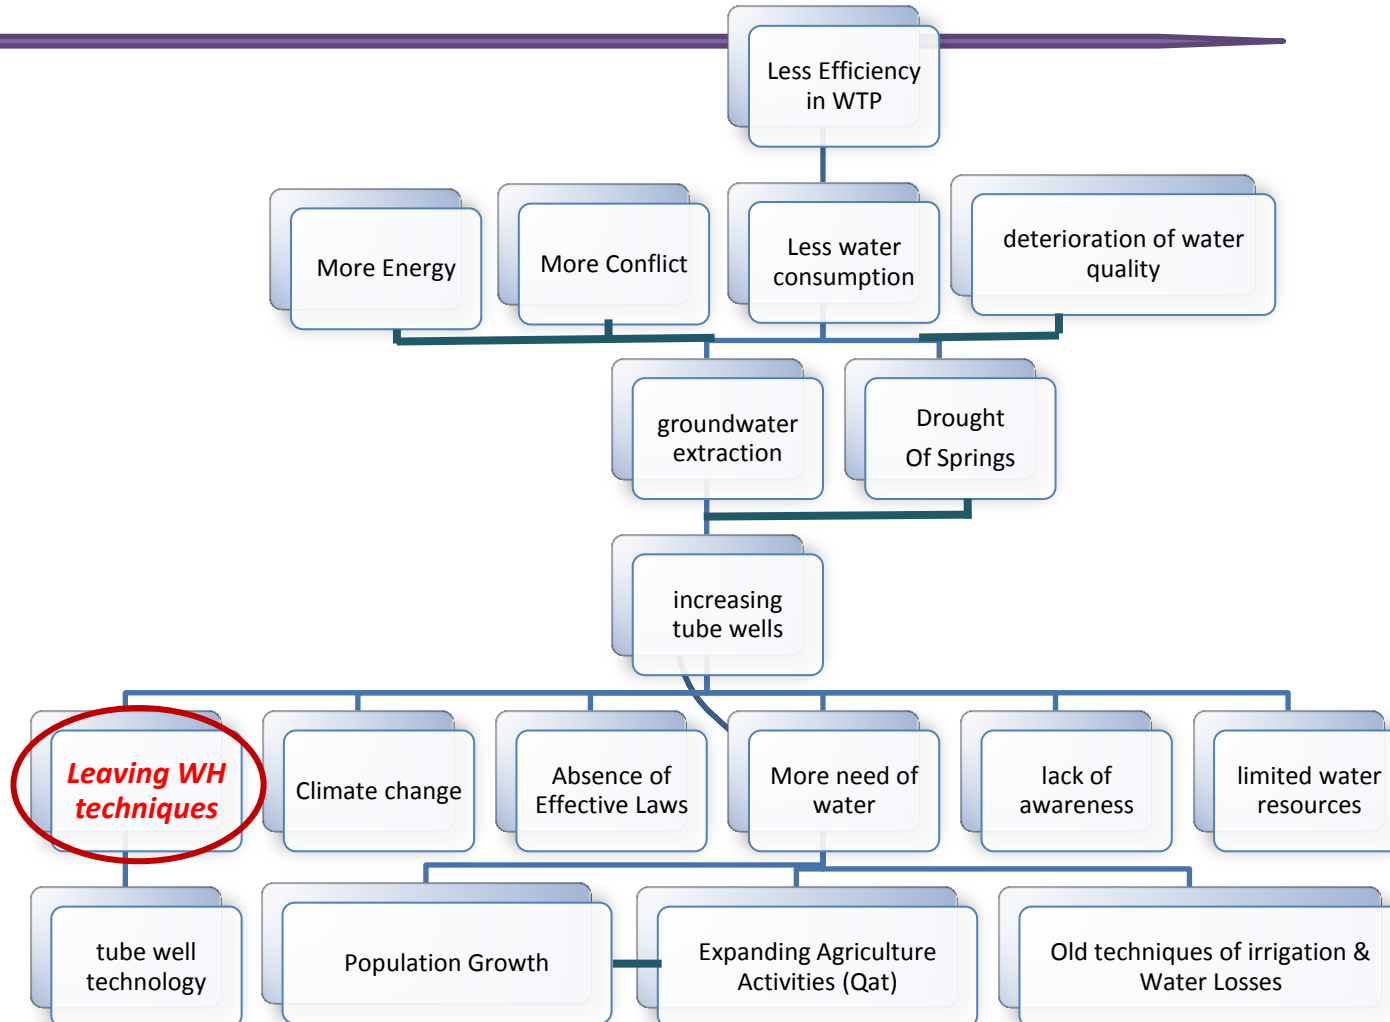 Less Efficiency
in WTP
More Energy
More Conflict
Less water
consumption
deterioration of water
quality
groundwater
extraction
Drought
Of Springs
increasing
tube wells
Leaving WH
techniques
Climate change
Absence of
Effective Laws
More need of
water
lack of
awareness
limited water
resources
tube well
technology
Population Growth
Expanding Agriculture
Activities (Qat)
Old techniques of irrigation &
Water Losses